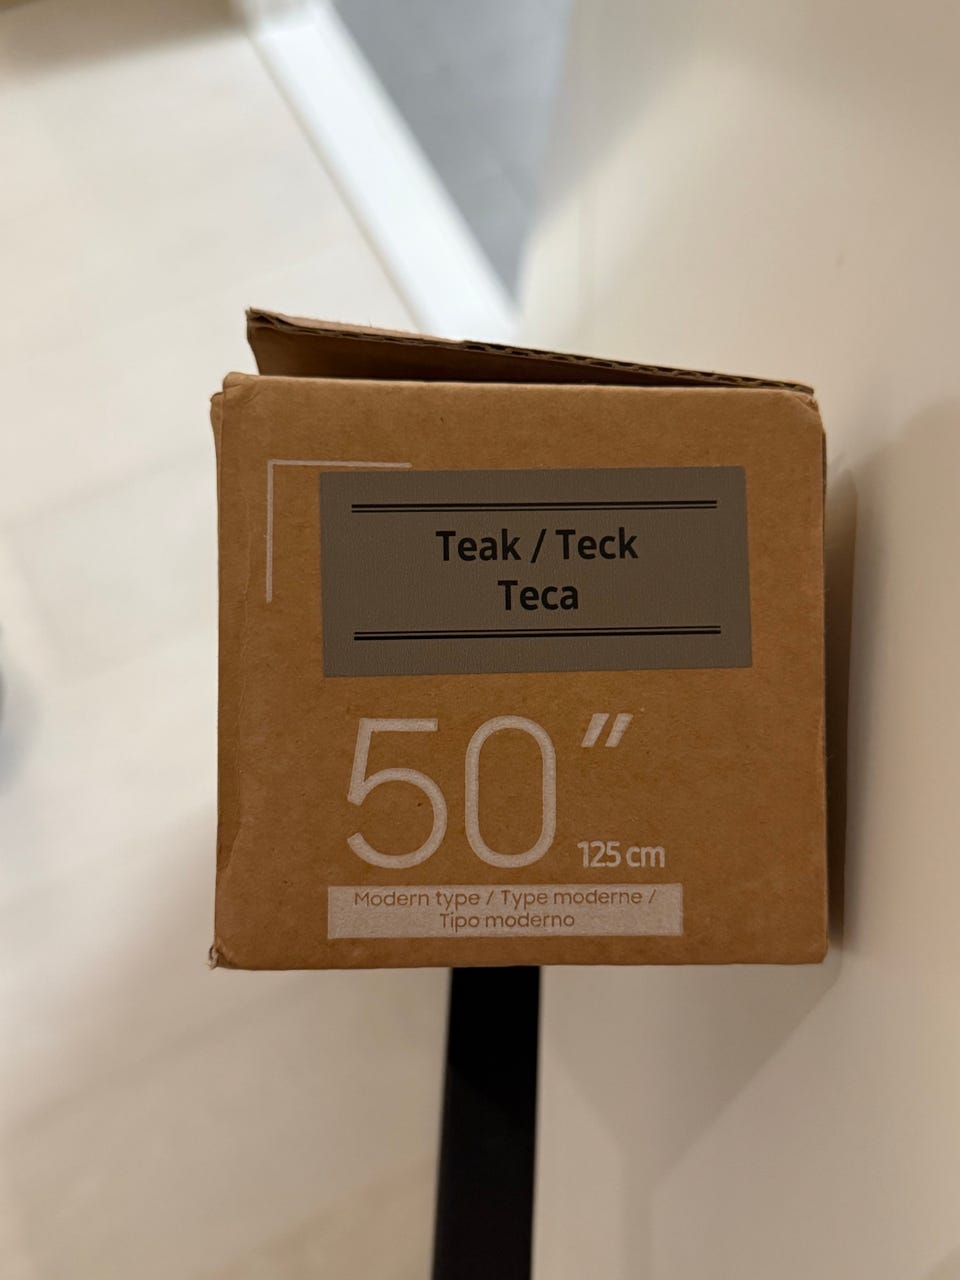 Teak / Teck
Teca
50"
125 cm
Modern type / Type moderne /
Tipo moderno